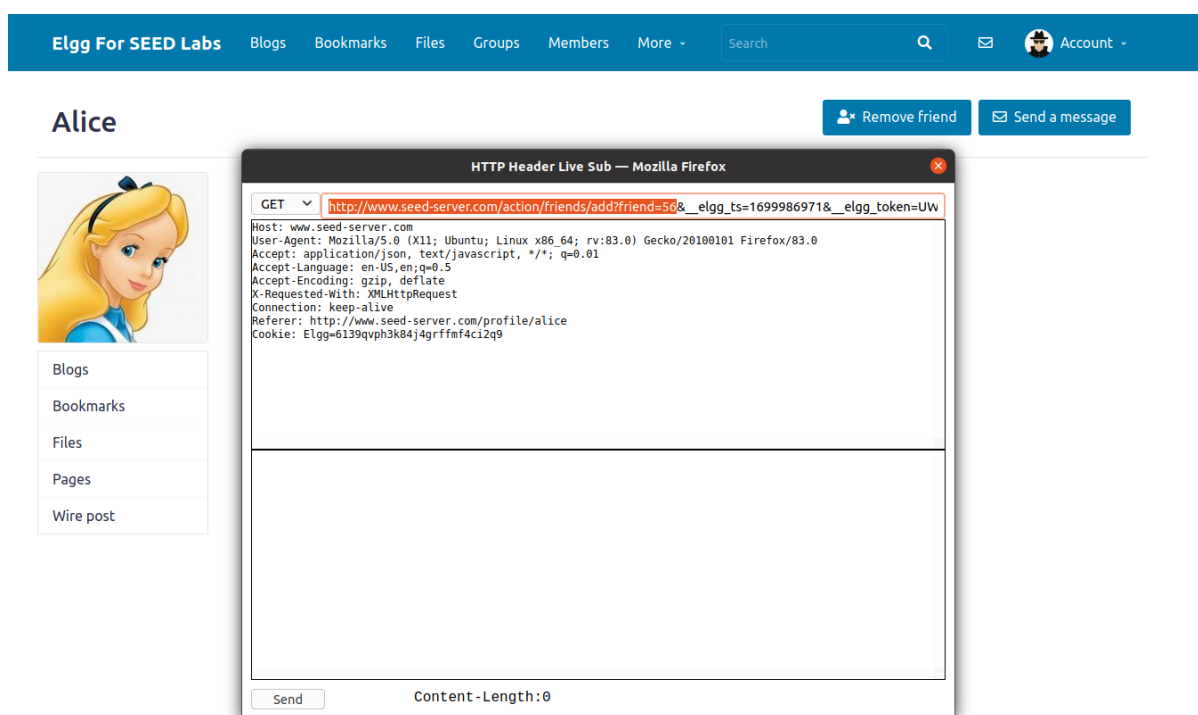 Elgg For SEED Labs Blogs Bookmarks Files Groups Members More Search Account
Alice
Remove friend Send a message
HTTP Header Live Sub — Mozilla Firefox
GET http://www.seed-server.com/action/friends/add?friend=56&__elgg_ts=1699986971&__elgg_token=UW
Host: www.seed-server.com
User-Agent: Mozilla/5.0 (X11; Ubuntu; Linux x86_64; rv:83.0) Gecko/20100101 Firefox/83.0
Accept: application/json, text/javascript, */*; q=0.01
Accept-Language: en-US,en;q=0.5
Accept-Encoding: gzip, deflate
X-Requested-With: XMLHttpRequest
Connection: keep-alive
Referer: http://www.seed-server.com/profile/alice
Cookie: Elgg=6139qvph3k84j4grffmf4ci2q9
Blogs
Bookmarks
Files
Pages
Wire post
Send Content-Length:0